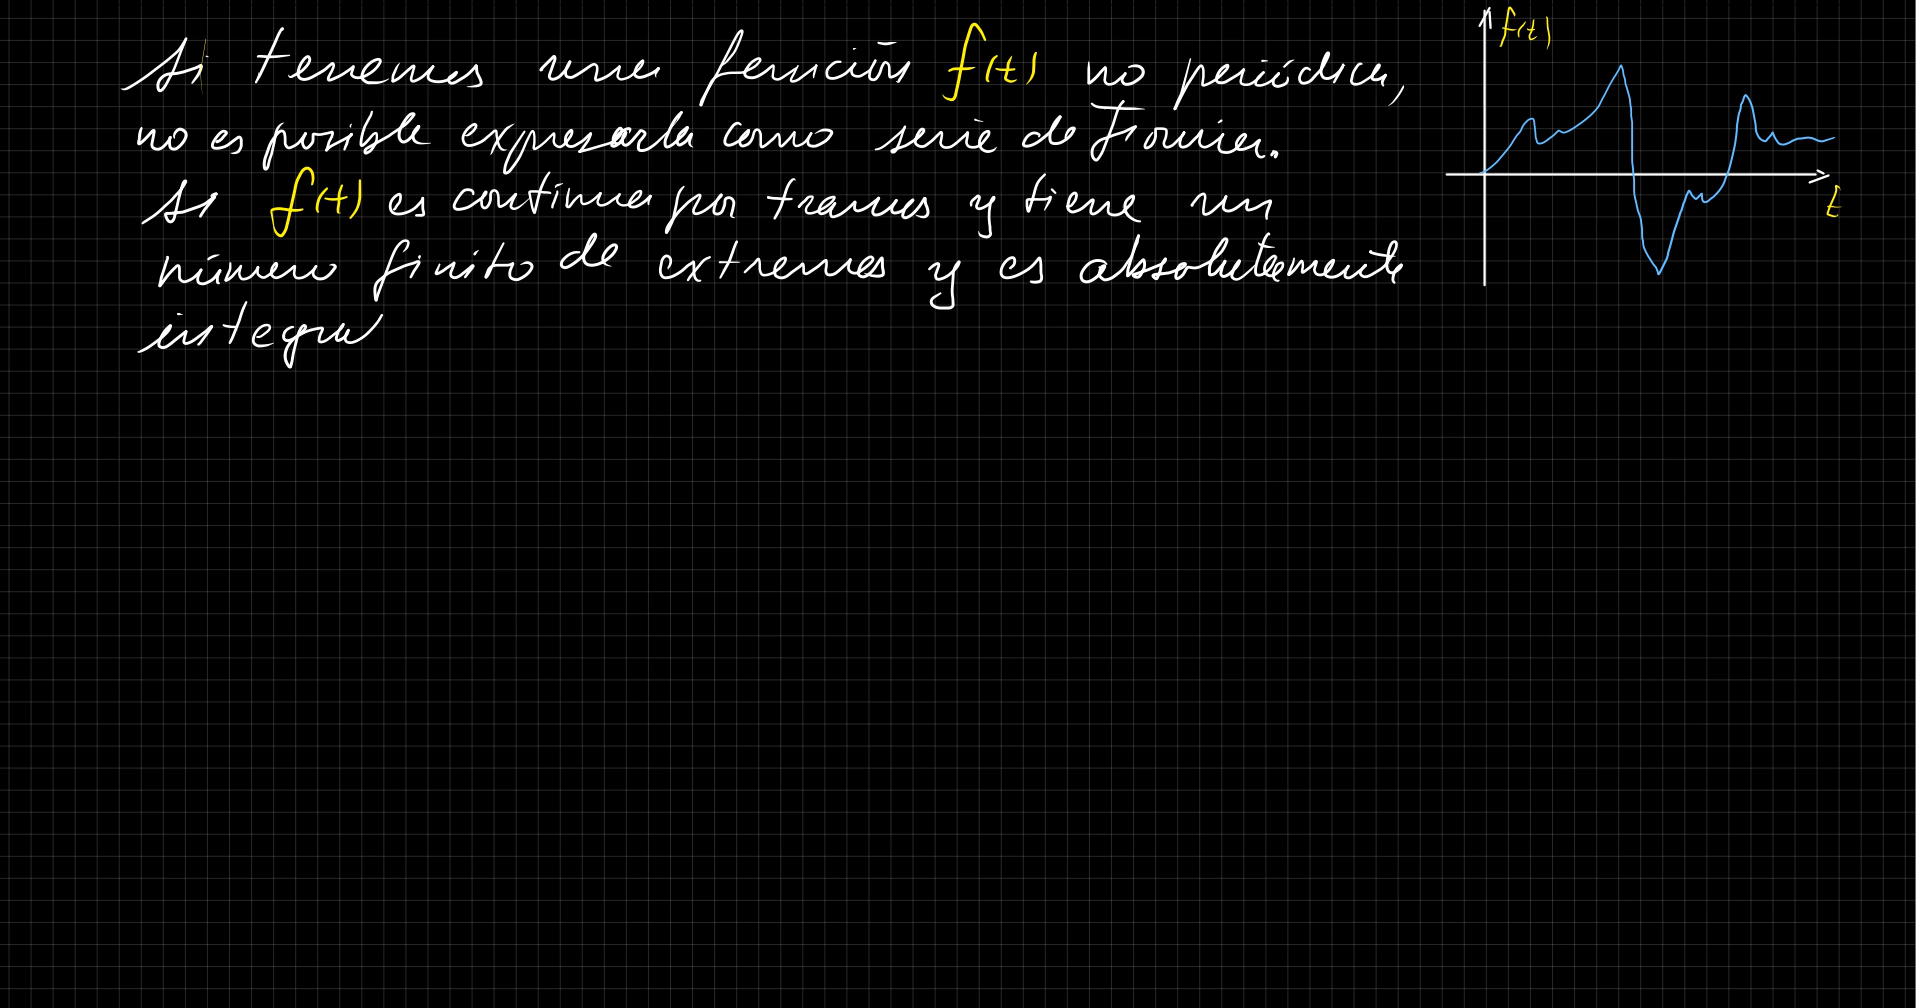 Si tenemos una función f(t) no periódica,
no es posible expresarla como serie de Fourier.
Si f(t) es continua por tramos y tiene un
número finito de extremos y es absolutamente
integra
f(t)
t